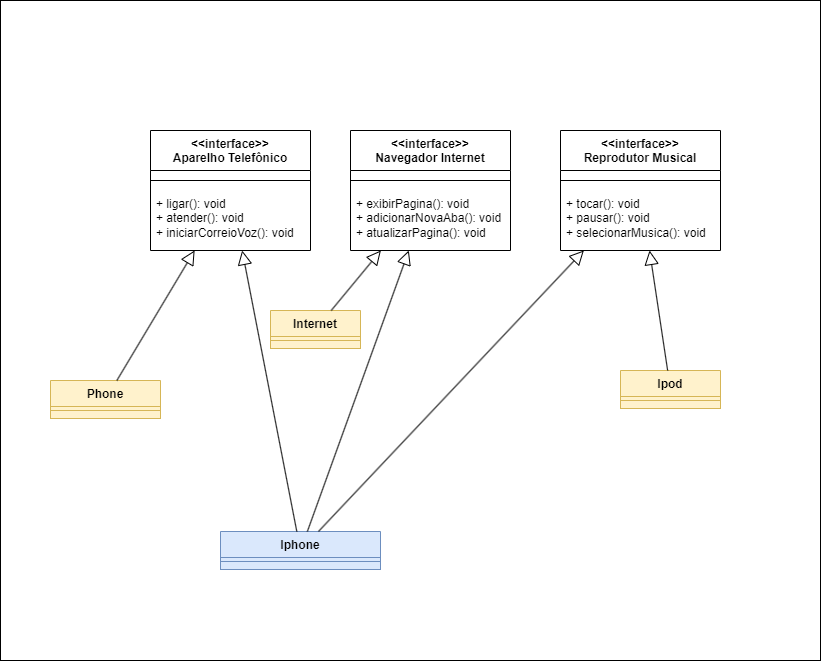 <<interface>>
Aparelho Telefônico
+ ligar(): void
+ atender(): void
+ iniciarCorreioVoz(): void
<<interface>>
Navegador Internet
+ exibirPagina(): void
+ adicionarNovaAba(): void
+ atualizarPagina(): void
<<interface>>
Reprodutor Musical
+ tocar(): void
+ pausar(): void
+ selecionarMusica(): void
Internet
Phone
Ipod
Iphone